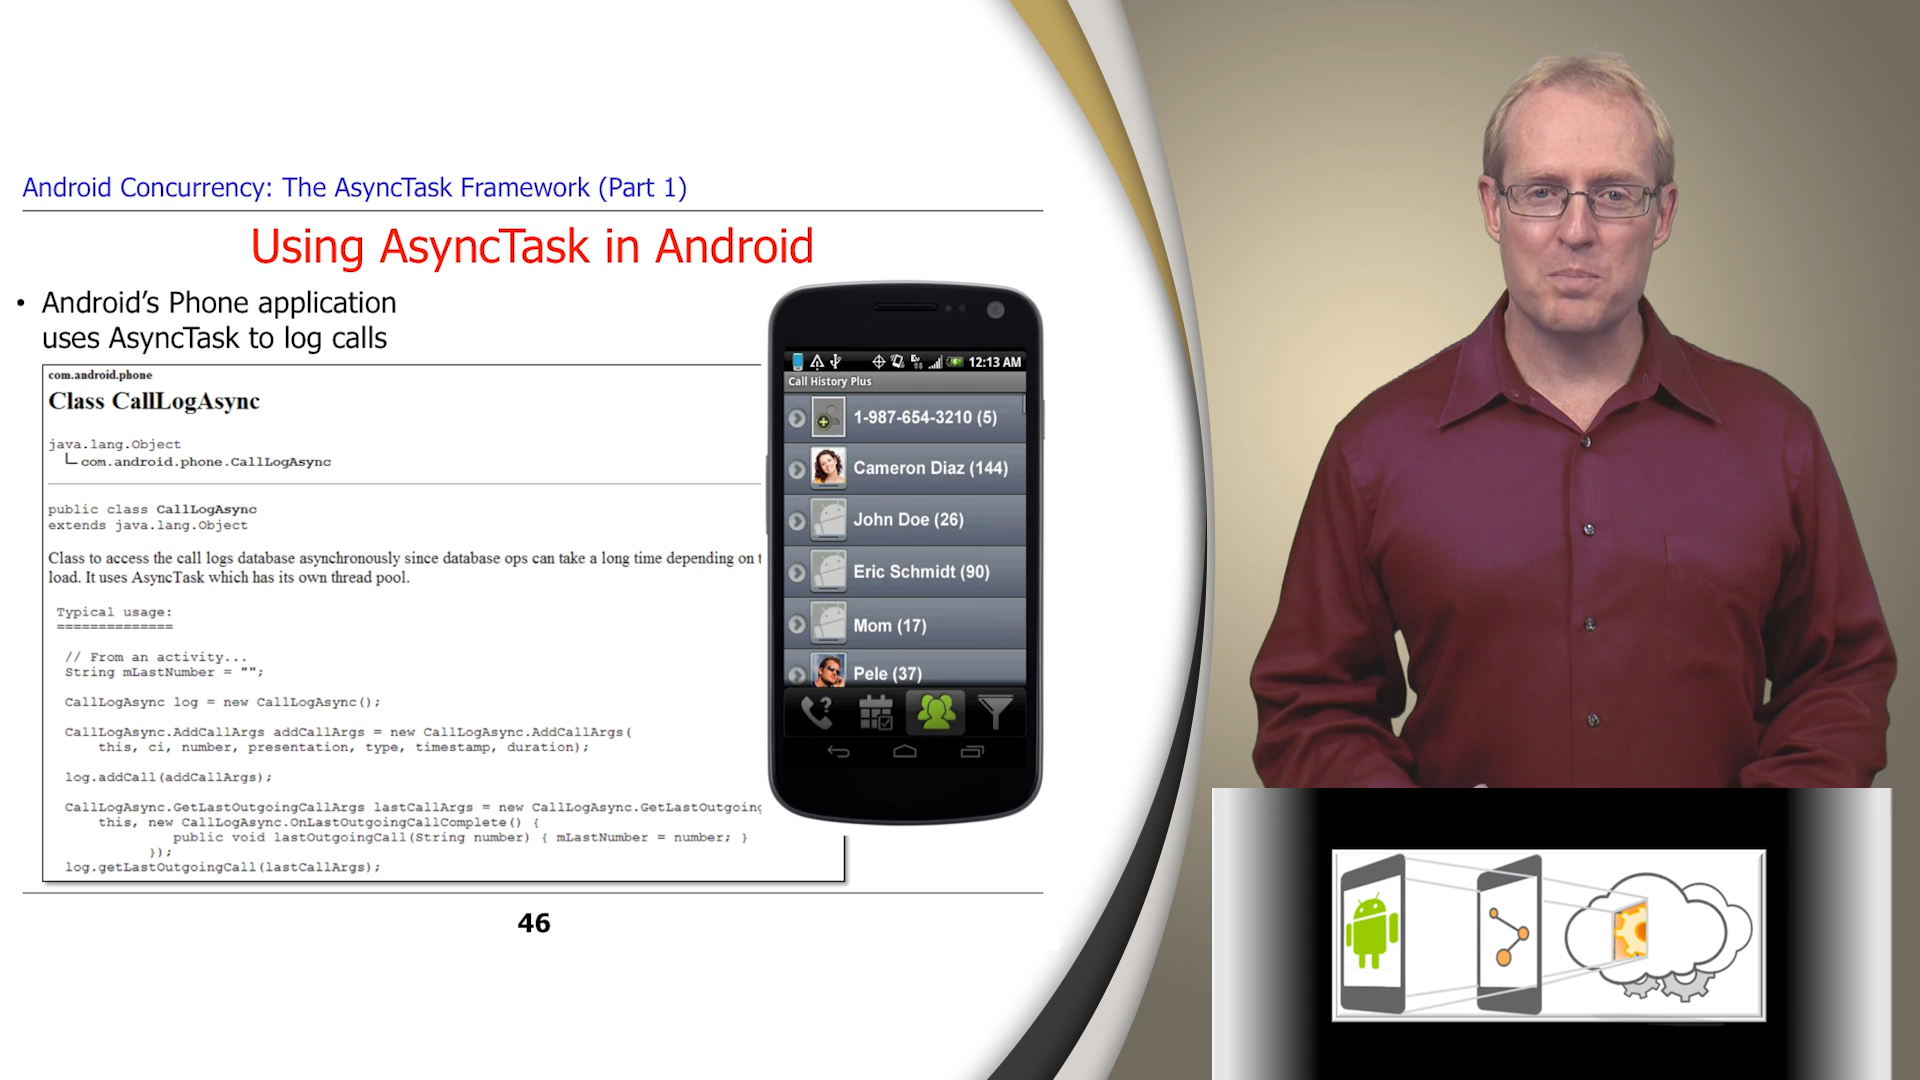 Android Concurrency: The AsyncTask Framework (Part 1)
Using AsyncTask in Android
• Android's Phone application
uses AsyncTask to log calls
com.android.phone
Class CallLogAsync
java.lang.Object
com.android.phone.CallLogAsync
public class CallLogAsync
extends java.lang.Object
Class to access the call logs database asynchronously since database ops can take a long time depending on
load. It uses AsyncTask which has its own thread pool.
Typical usage:
==============
// From an activity...
String mLastNumber = "";
CallLogAsync log = new CallLogAsync();
CallLogAsync.AddCallArgs addCallArgs = new CallLogAsync.AddCallArgs(
this, ci, number, presentation, type, timestamp, duration);
log.addCall(addCallArgs);
CallLogAsync.GetLastOutgoingCallArgs lastCallArgs = new CallLogAsync.GetLastOutgoing
this, new CallLogAsync.OnLastOutgoingCallComplete() {
public void lastOutgoingCall(String number) { mLastNumber = number; }
});
log.getLastOutgoingCall(lastCallArgs);
12:13 AM
Call History Plus
1-987-654-3210 (5)
Cameron Diaz (144)
John Doe (26)
Eric Schmidt (90)
Mom (17)
Pele (37)
46